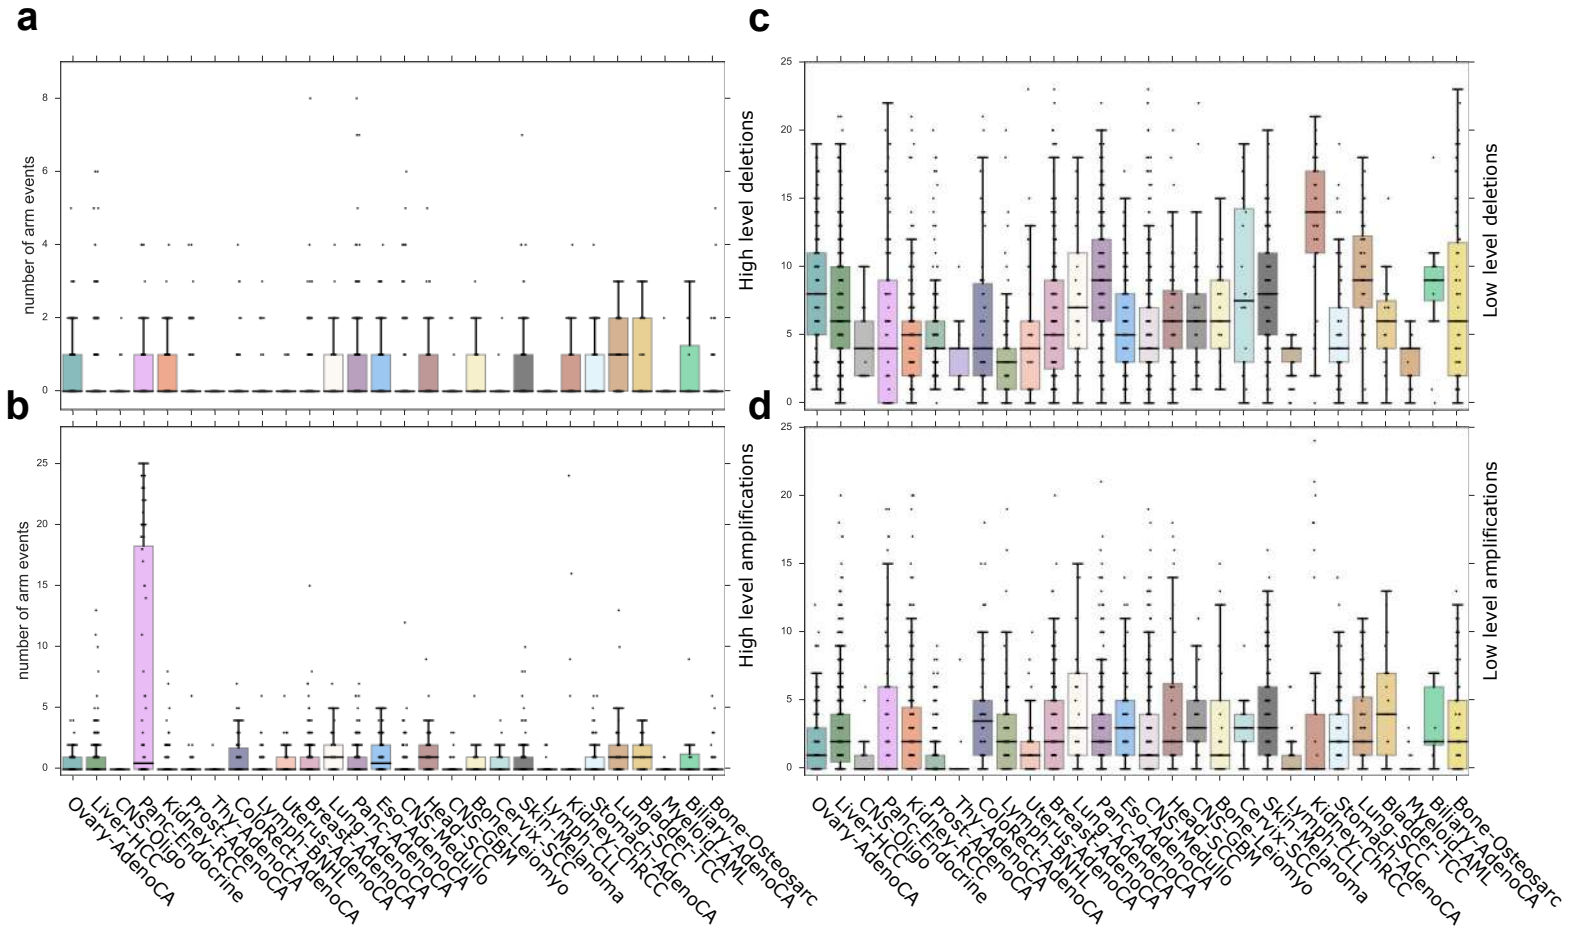 a
8
6
4
2
0
number of arm events
High level deletions
b
25
20
15
10
5
0
number of arm events
High level amplifications
Ovary-AdenoCA
Liver-HCC
CNS-Oligo
Panc-Endocrine
Kidney-RCC
Prost-AdenoCA
Thy-AdenoCA
ColoRect-AdenoCA
Lymph-BNHL
Uterus-AdenoCA
Breast-AdenoCA
Lung-AdenoCA
Panc-AdenoCA
Eso-AdenoCA
CNS-Medullo
Head-SCC
CNS-GBM
Bone-Leiomyo
Cervix-SCC
Skin-Melanoma
Lymph-CLL
Kidney-ChRCC
Stomach-AdenoCA
Lung-SCC
Bladder-TCC
Myeloid-AML
Biliary-AdenoCA
Bone-Osteosarc
c
25
20
15
10
5
0
Low level deletions
d
25
20
15
10
5
0
Low level amplifications
Ovary-AdenoCA
Liver-HCC
CNS-Oligo
Panc-Endocrine
Kidney-RCC
Prost-AdenoCA
Thy-AdenoCA
ColoRect-AdenoCA
Lymph-BNHL
Uterus-AdenoCA
Breast-AdenoCA
Lung-AdenoCA
Panc-AdenoCA
Eso-AdenoCA
CNS-Medullo
Head-SCC
CNS-GBM
Bone-Leiomyo
Cervix-SCC
Skin-Melanoma
Lymph-CLL
Kidney-ChRCC
Stomach-AdenoCA
Lung-SCC
Bladder-TCC
Myeloid-AML
Biliary-AdenoCA
Bone-Osteosarc